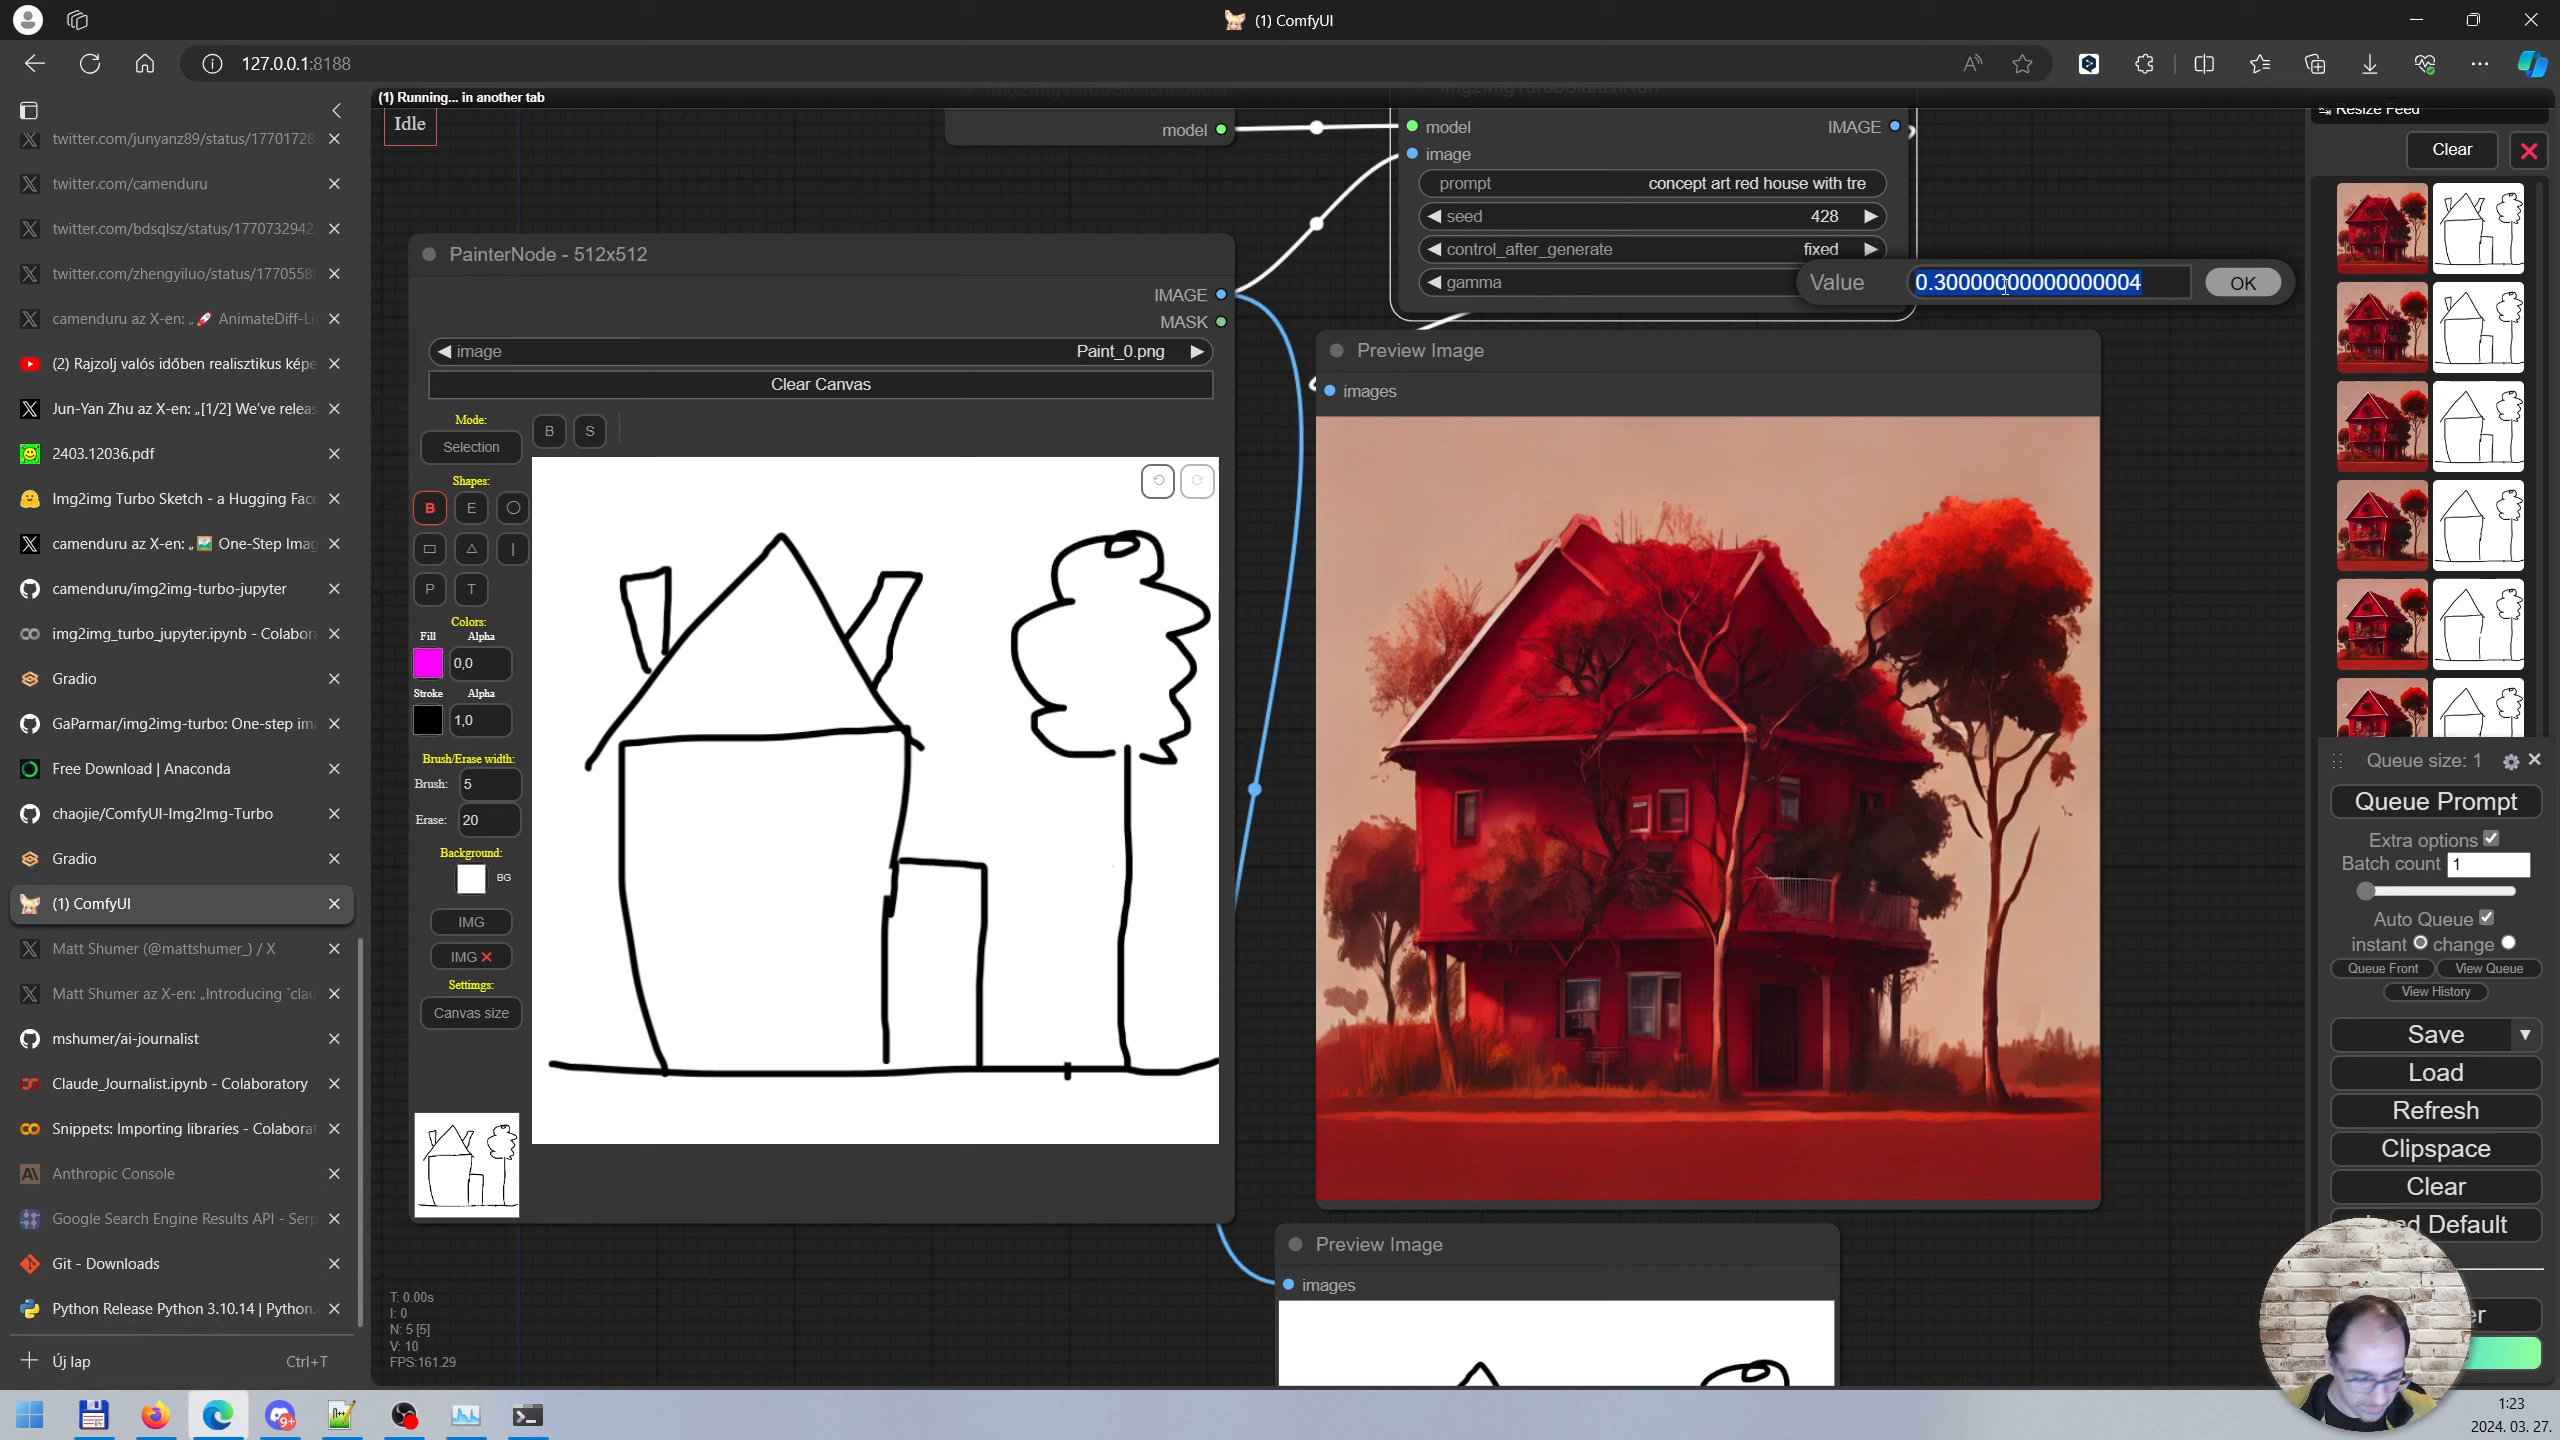 (1) ComfyUI
127.0.0.1:8188
twitter.com/junyanz89/status/17701728
twitter.com/camenduru
twitter.com/bdsqlsz/status/1770732942
twitter.com/zhengyiluo/status/17705589
camenduru az X-en: „🚀 AnimateDiff-Li
(2) Rajzolj valós időben realisztikus képe
Jun-Yan Zhu az X-en: „[1/2] We've relea
2403.12036.pdf
Img2img Turbo Sketch - a Hugging Fac
camenduru az X-en: „🖼️ One-Step Imag
camenduru/img2img-turbo-jupyter
img2img_turbo_jupyter.ipynb - Colabora
Gradio
GaParmar/img2img-turbo: One-step im
Free Download | Anaconda
chaojie/ComfyUI-Img2Img-Turbo
Gradio
(1) ComfyUI
Matt Shumer (@mattshumer_) / X
Matt Shumer az X-en: „Introducing `clau
mshumer/ai-journalist
Claude_Journalist.ipynb - Colaboratory
Snippets: Importing libraries - Colaborat
Anthropic Console
Google Search Engine Results API - Serp
Git - Downloads
Python Release Python 3.10.14 | Python.
Új lap Ctrl+T
(1) Running... in another tab
Idle
model
model IMAGE
image
prompt concept art red house with tre
seed 428
control_after_generate fixed
gamma
Value 0.30000000000000004 OK
PainterNode - 512x512
IMAGE
MASK
image Paint_0.png
Clear Canvas
Mode:
Selection
B S
Shapes:
B E
P T
Colors:
Fill Alpha
0,0
Stroke Alpha
1,0
Brush/Erase width:
Brush: 5
Erase: 20
Background:
BG
IMG
IMG ❌
Settimgs:
Canvas size
Preview Image
images
Preview Image
images
T: 0.00s
I: 0
N: 5 [5]
V: 10
FPS:161.29
Resize Feed
Clear
Queue size: 1
Queue Prompt
Extra options
Batch count 1
Auto Queue
instant change
Queue Front View Queue
View History
Save
Load
Refresh
Clipspace
Clear
Default
9+
1:23
2024. 03. 27.